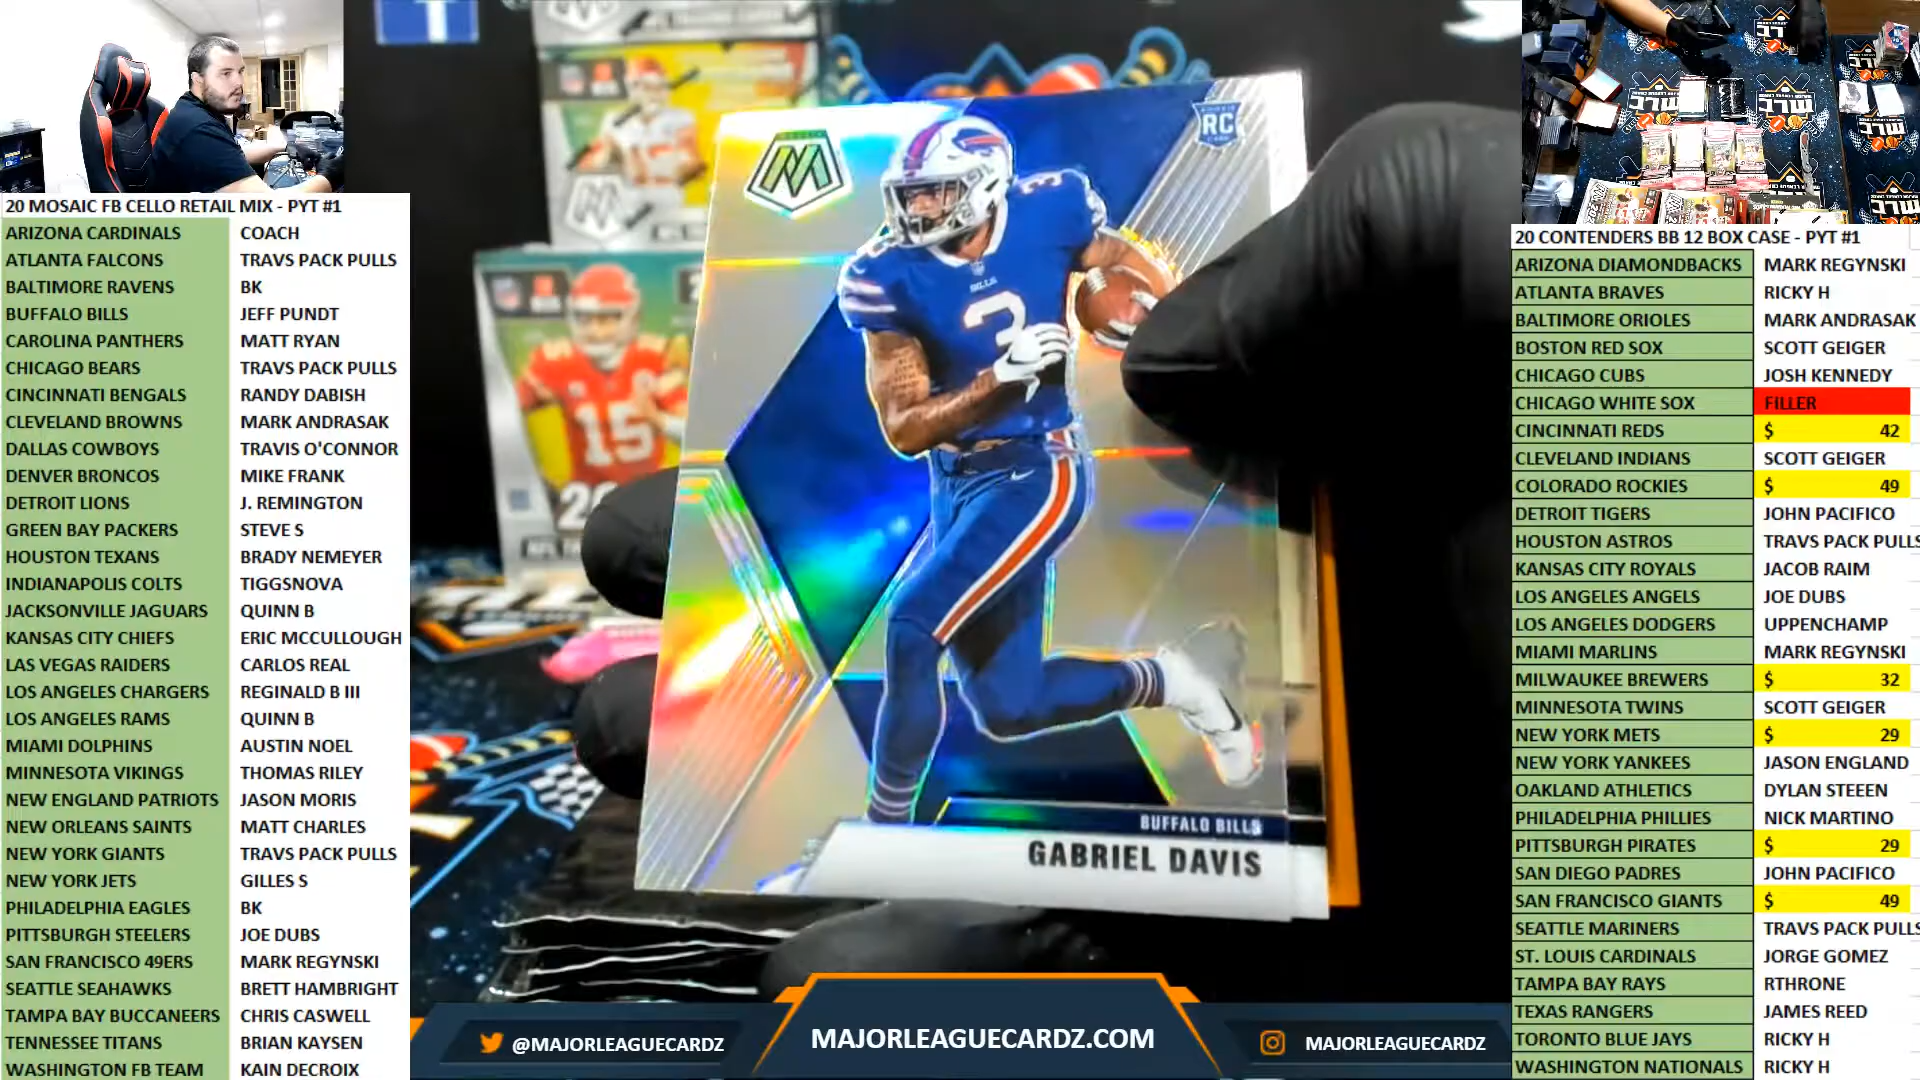 20 MOSAIC FB CELLO RETAIL MIX - PYT #1
ARIZONA CARDINALS COACH
ATLANTA FALCONS TRAVS PACK PULLS
BALTIMORE RAVENS BK
BUFFALO BILLS JEFF PUNDT
CAROLINA PANTHERS MATT RYAN
CHICAGO BEARS TRAVS PACK PULLS
CINCINNATI BENGALS RANDY DABISH
CLEVELAND BROWNS MARK ANDRASAK
DALLAS COWBOYS TRAVIS O'CONNOR
DENVER BRONCOS MIKE FRANK
DETROIT LIONS J. REMINGTON
GREEN BAY PACKERS STEVE S
HOUSTON TEXANS BRADY NEMEYER
INDIANAPOLIS COLTS TIGGSNOVA
JACKSONVILLE JAGUARS QUINN B
KANSAS CITY CHIEFS ERIC MCCULLOUGH
LAS VEGAS RAIDERS CARLOS REAL
LOS ANGELES CHARGERS REGINALD B III
LOS ANGELES RAMS QUINN B
MIAMI DOLPHINS AUSTIN NOEL
MINNESOTA VIKINGS THOMAS RILEY
NEW ENGLAND PATRIOTS JASON MORIS
NEW ORLEANS SAINTS MATT CHARLES
NEW YORK GIANTS TRAVS PACK PULLS
NEW YORK JETS GILLES S
PHILADELPHIA EAGLES BK
PITTSBURGH STEELERS JOE DUBS
SAN FRANCISCO 49ERS MARK REGYNSKI
SEATTLE SEAHAWKS BRETT HAMBRIGHT
TAMPA BAY BUCCANEERS CHRIS CASWELL
TENNESSEE TITANS BRIAN KAYSEN
WASHINGTON FB TEAM KAIN DECROIX
RC
3
BILLS
3
15
BUFFALO BILLS
GABRIEL DAVIS
@MAJORLEAGUECARDZ
MAJORLEAGUECARDZ.COM
MAJORLEAGUECARDZ
20 CONTENDERS BB 12 BOX CASE - PYT #1
ARIZONA DIAMONDBACKS MARK REGYNSKI
ATLANTA BRAVES RICKY H
BALTIMORE ORIOLES MARK ANDRASAK
BOSTON RED SOX SCOTT GEIGER
CHICAGO CUBS JOSH KENNEDY
CHICAGO WHITE SOX FILLER
CINCINNATI REDS $ 42
CLEVELAND INDIANS SCOTT GEIGER
COLORADO ROCKIES $ 49
DETROIT TIGERS JOHN PACIFICO
HOUSTON ASTROS TRAVS PACK PULLS
KANSAS CITY ROYALS JACOB RAIM
LOS ANGELES ANGELS JOE DUBS
LOS ANGELES DODGERS UPPENCHAMP
MIAMI MARLINS MARK REGYNSKI
MILWAUKEE BREWERS $ 32
MINNESOTA TWINS SCOTT GEIGER
NEW YORK METS $ 29
NEW YORK YANKEES JASON ENGLAND
OAKLAND ATHLETICS DYLAN STEEEN
PHILADELPHIA PHILLIES NICK MARTINO
PITTSBURGH PIRATES $ 29
SAN DIEGO PADRES JOHN PACIFICO
SAN FRANCISCO GIANTS $ 49
SEATTLE MARINERS TRAVS PACK PULLS
ST. LOUIS CARDINALS JORGE GOMEZ
TAMPA BAY RAYS RTHRONE
TEXAS RANGERS JAMES REED
TORONTO BLUE JAYS RICKY H
WASHINGTON NATIONALS RICKY H